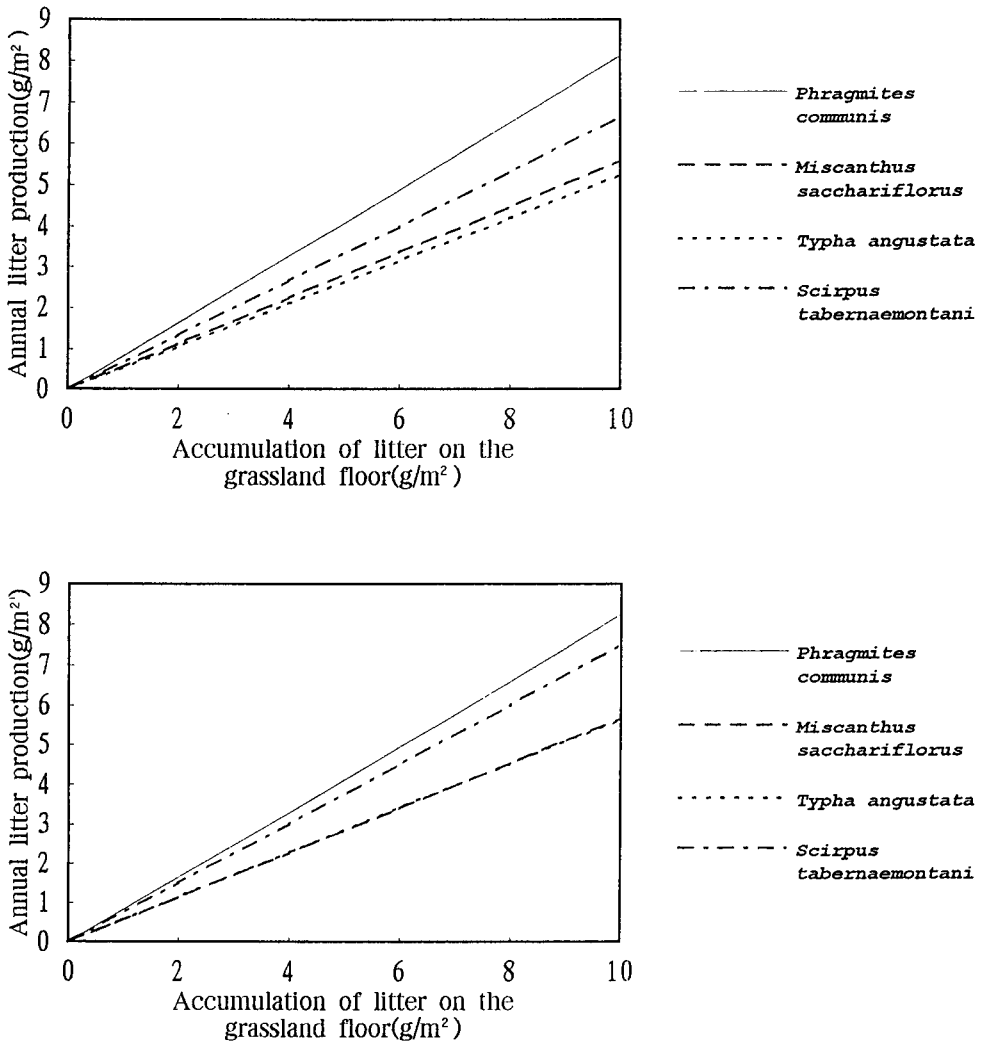 Annual litter production(g/m²)
9
8
7
6
5
4
3
2
1
0
0 2 4 6 8 10
Accumulation of litter on the
grassland floor(g/m²)
Phragmites
communis
Miscanthus
sacchariflorus
Typha angustata
Scirpus
tabernaemontani
Annual litter production(g/m²)
9
8
7
6
5
4
3
2
1
0
0 2 4 6 8 10
Accumulation of litter on the
grassland floor(g/m²)
Phragmites
communis
Miscanthus
sacchariflorus
Typha angustata
Scirpus
tabernaemontani